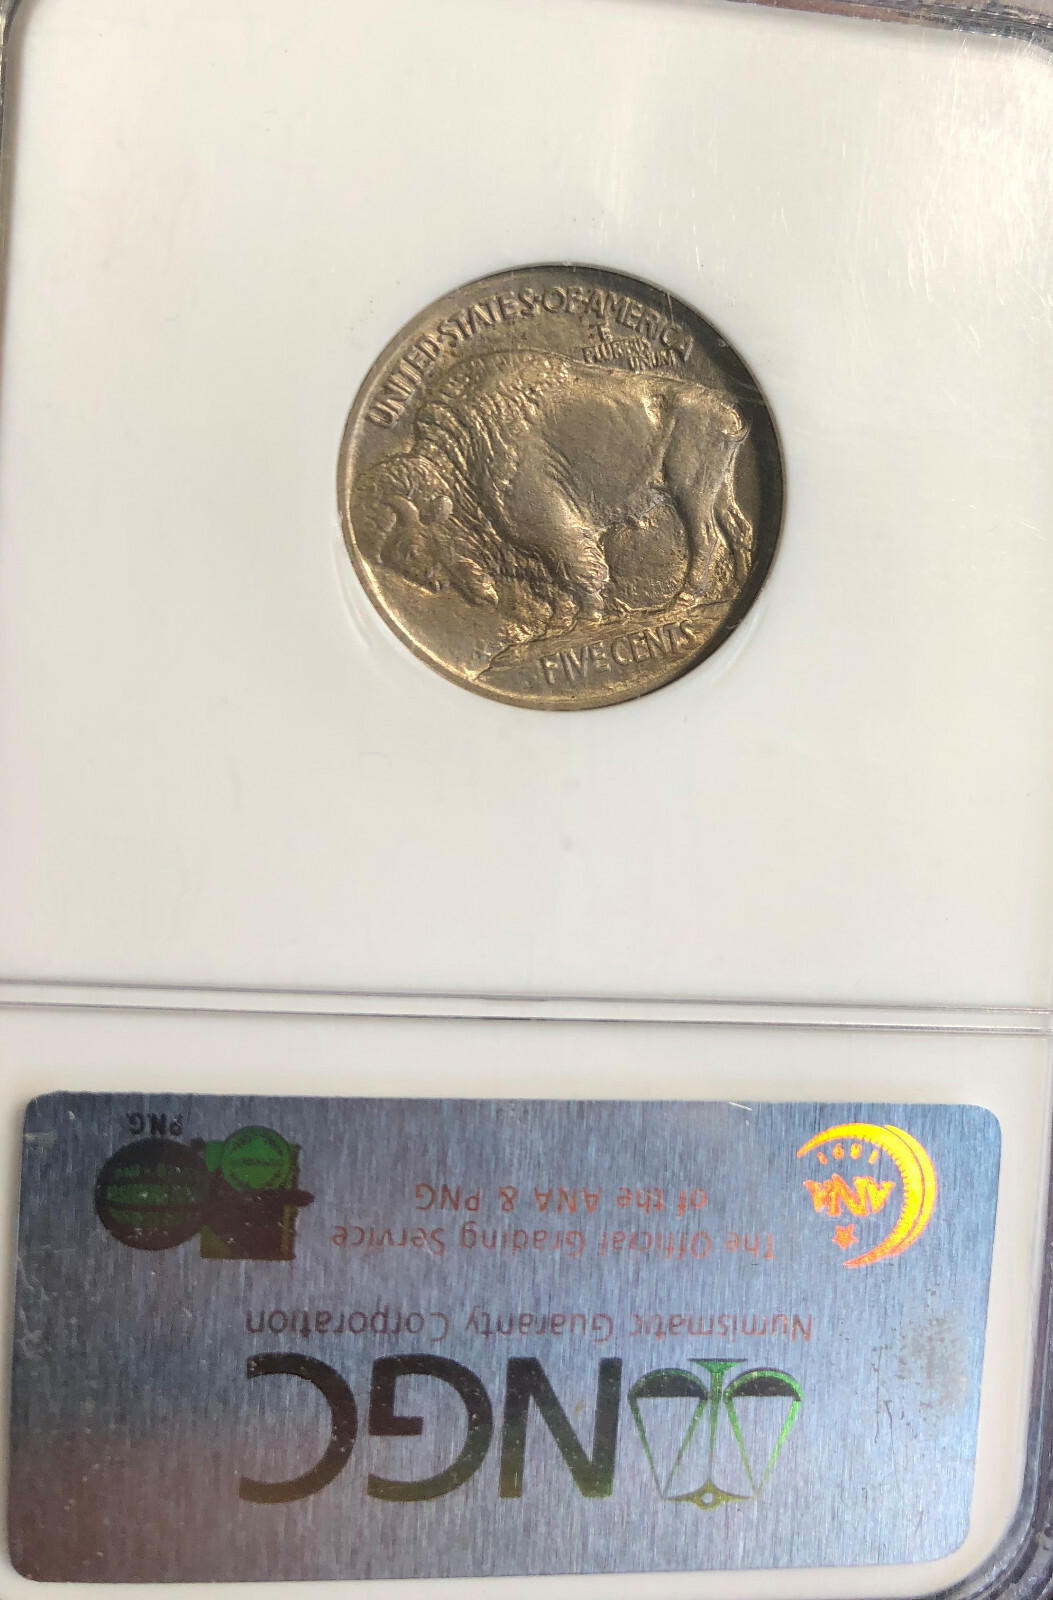 UNITED·STATES·OF·AMERICA
E
PLURIBUS
UNUM
FIVE CENTS
NGC
Numismatic Guaranty Corporation
The Official Grading Service
of the ANA & PNG
ANA
1891
PNG